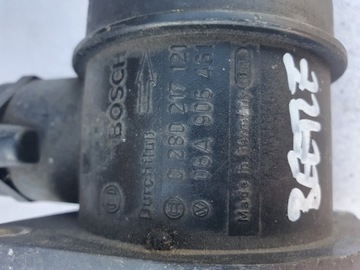 BOSCH
Durchfluß
0 280 217 121
06A 906 461
Made in Germany
BEETLE